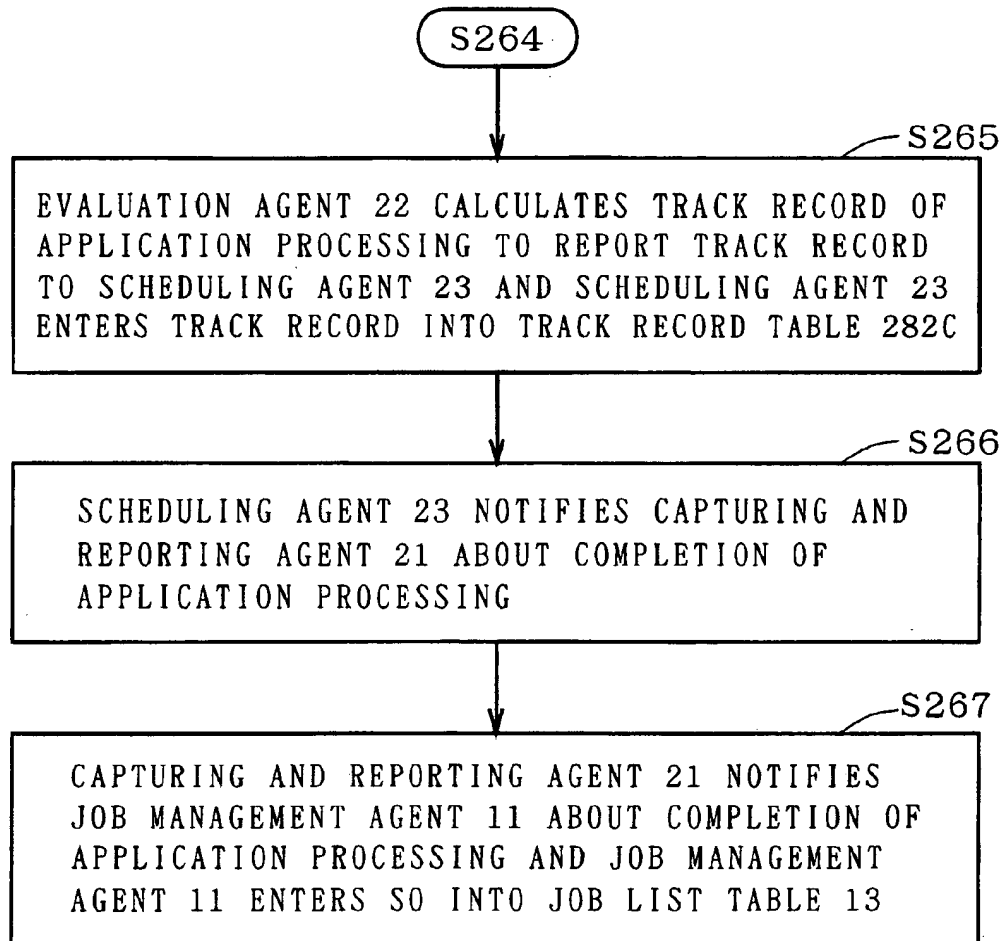 S264
S265
EVALUATION AGENT 22 CALCULATES TRACK RECORD OF
APPLICATION PROCESSING TO REPORT TRACK RECORD
TO SCHEDULING AGENT 23 AND SCHEDULING AGENT 23
ENTERS TRACK RECORD INTO TRACK RECORD TABLE 282C
S266
SCHEDULING AGENT 23 NOTIFIES CAPTURING AND
REPORTING AGENT 21 ABOUT COMPLETION OF
APPLICATION PROCESSING
S267
CAPTURING AND REPORTING AGENT 21 NOTIFIES
JOB MANAGEMENT AGENT 11 ABOUT COMPLETION OF
APPLICATION PROCESSING AND JOB MANAGEMENT
AGENT 11 ENTERS SO INTO JOB LIST TABLE 13